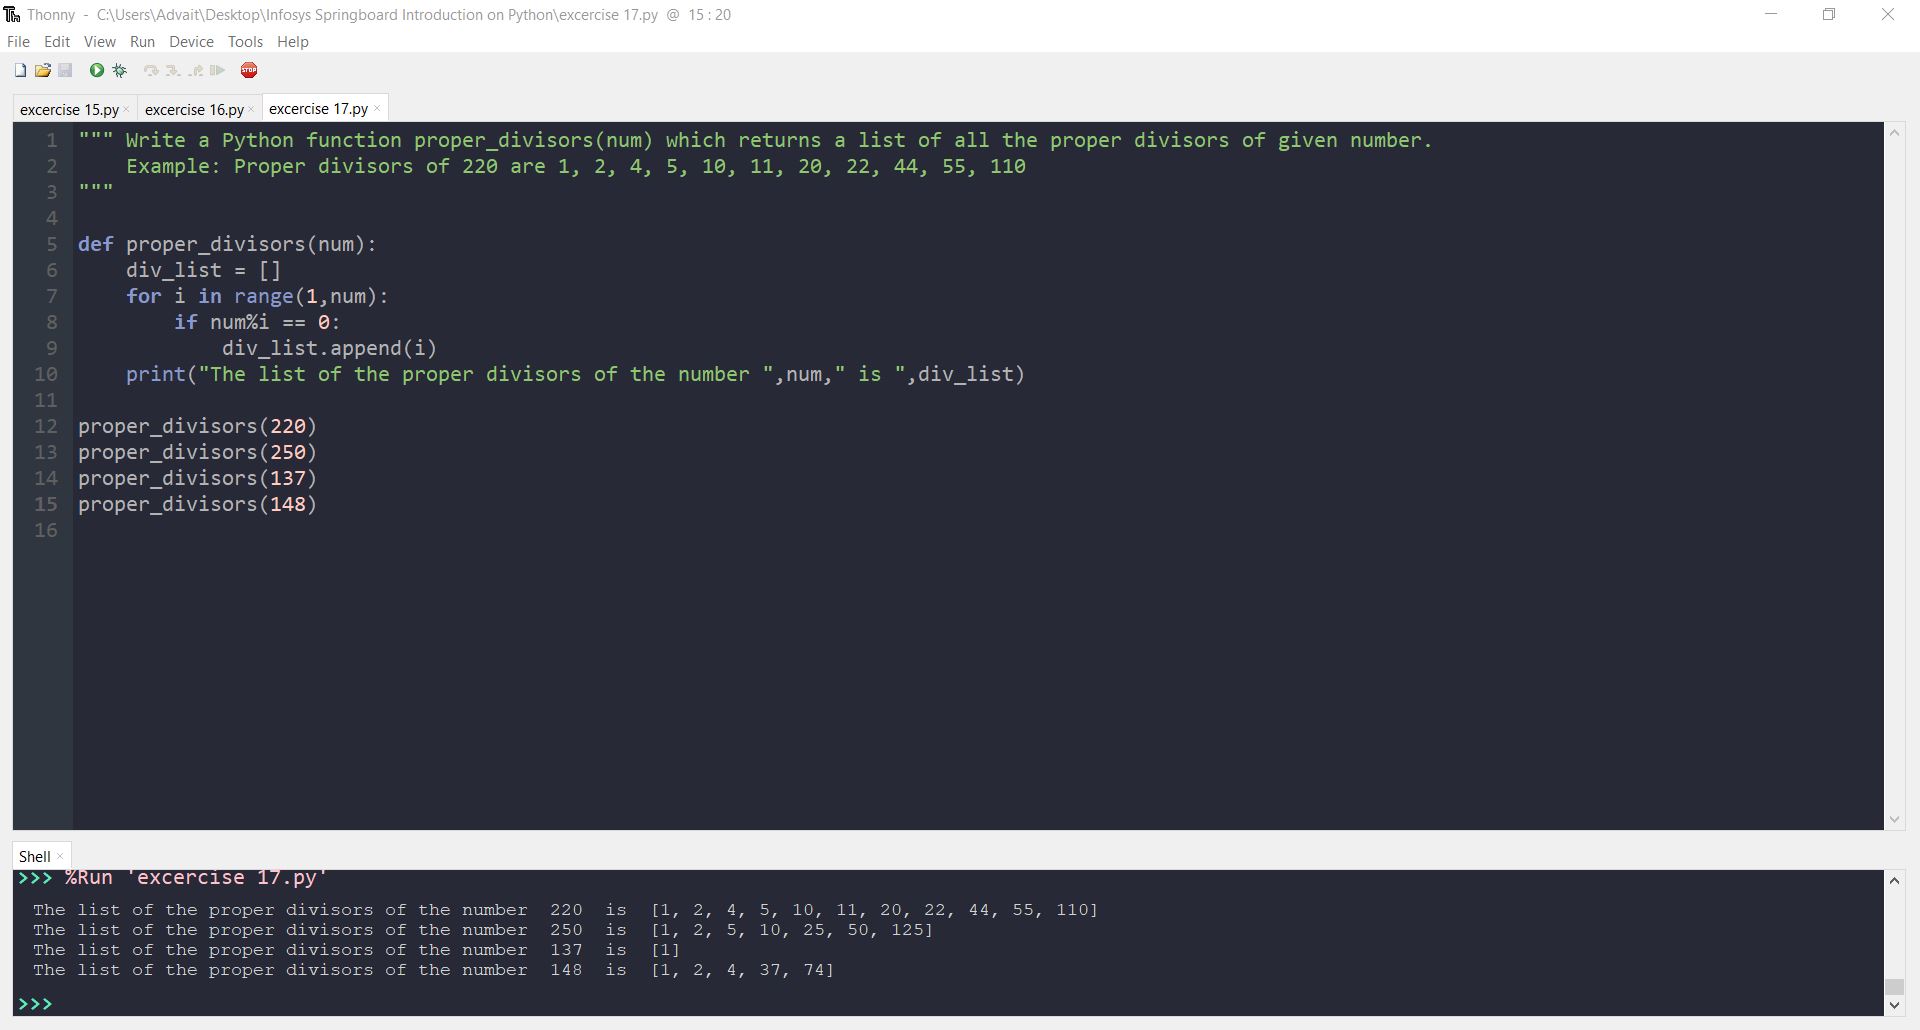 Thonny - C:\Users\Advait\Desktop\Infosys Springboard Introduction on Python\excercise 17.py @ 15 : 20
File Edit View Run Device Tools Help
STOP
excercise 15.py × excercise 16.py × excercise 17.py ×
1 """ Write a Python function proper_divisors(num) which returns a list of all the proper divisors of given number.
2     Example: Proper divisors of 220 are 1, 2, 4, 5, 10, 11, 20, 22, 44, 55, 110
3 """
4
5 def proper_divisors(num):
6     div_list = []
7     for i in range(1,num):
8         if num%i == 0:
9             div_list.append(i)
10     print("The list of the proper divisors of the number ",num," is ",div_list)
11
12 proper_divisors(220)
13 proper_divisors(250)
14 proper_divisors(137)
15 proper_divisors(148)
16
Shell ×
>>> %Run 'excercise 17.py'
The list of the proper divisors of the number  220  is  [1, 2, 4, 5, 10, 11, 20, 22, 44, 55, 110]
The list of the proper divisors of the number  250  is  [1, 2, 5, 10, 25, 50, 125]
The list of the proper divisors of the number  137  is  [1]
The list of the proper divisors of the number  148  is  [1, 2, 4, 37, 74]
>>>